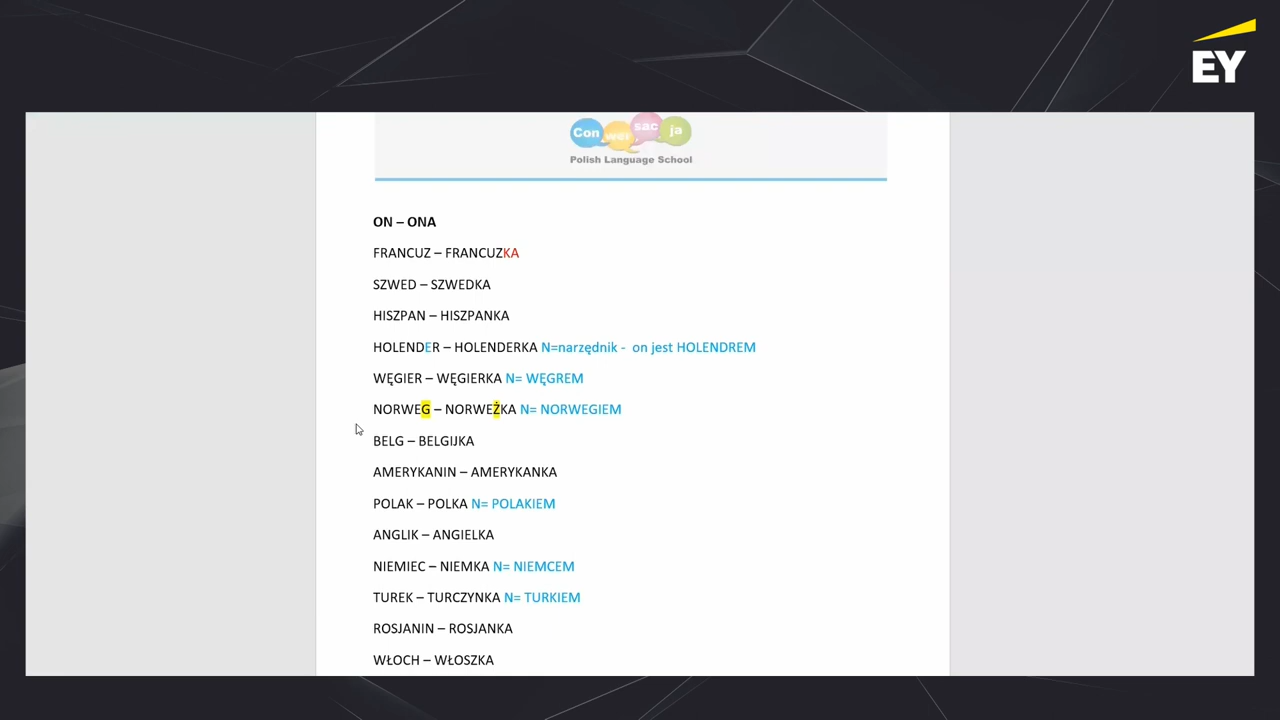 EY
Con wer sac ja
Polish Language School
ON – ONA
FRANCUZ – FRANCUZKA
SZWED – SZWEDKA
HISZPAN – HISZPANKA
HOLENDER – HOLENDERKA N=narzędnik - on jest HOLENDREM
WĘGIER – WĘGIERKA N= WĘGREM
NORWEG – NORWEŻKA N= NORWEGIEM
BELG – BELGIJKA
AMERYKANIN – AMERYKANKA
POLAK – POLKA N= POLAKIEM
ANGLIK – ANGIELKA
NIEMIEC – NIEMKA N= NIEMCEM
TUREK – TURCZYNKA N= TURKIEM
ROSJANIN – ROSJANKA
WŁOCH – WŁOSZKA